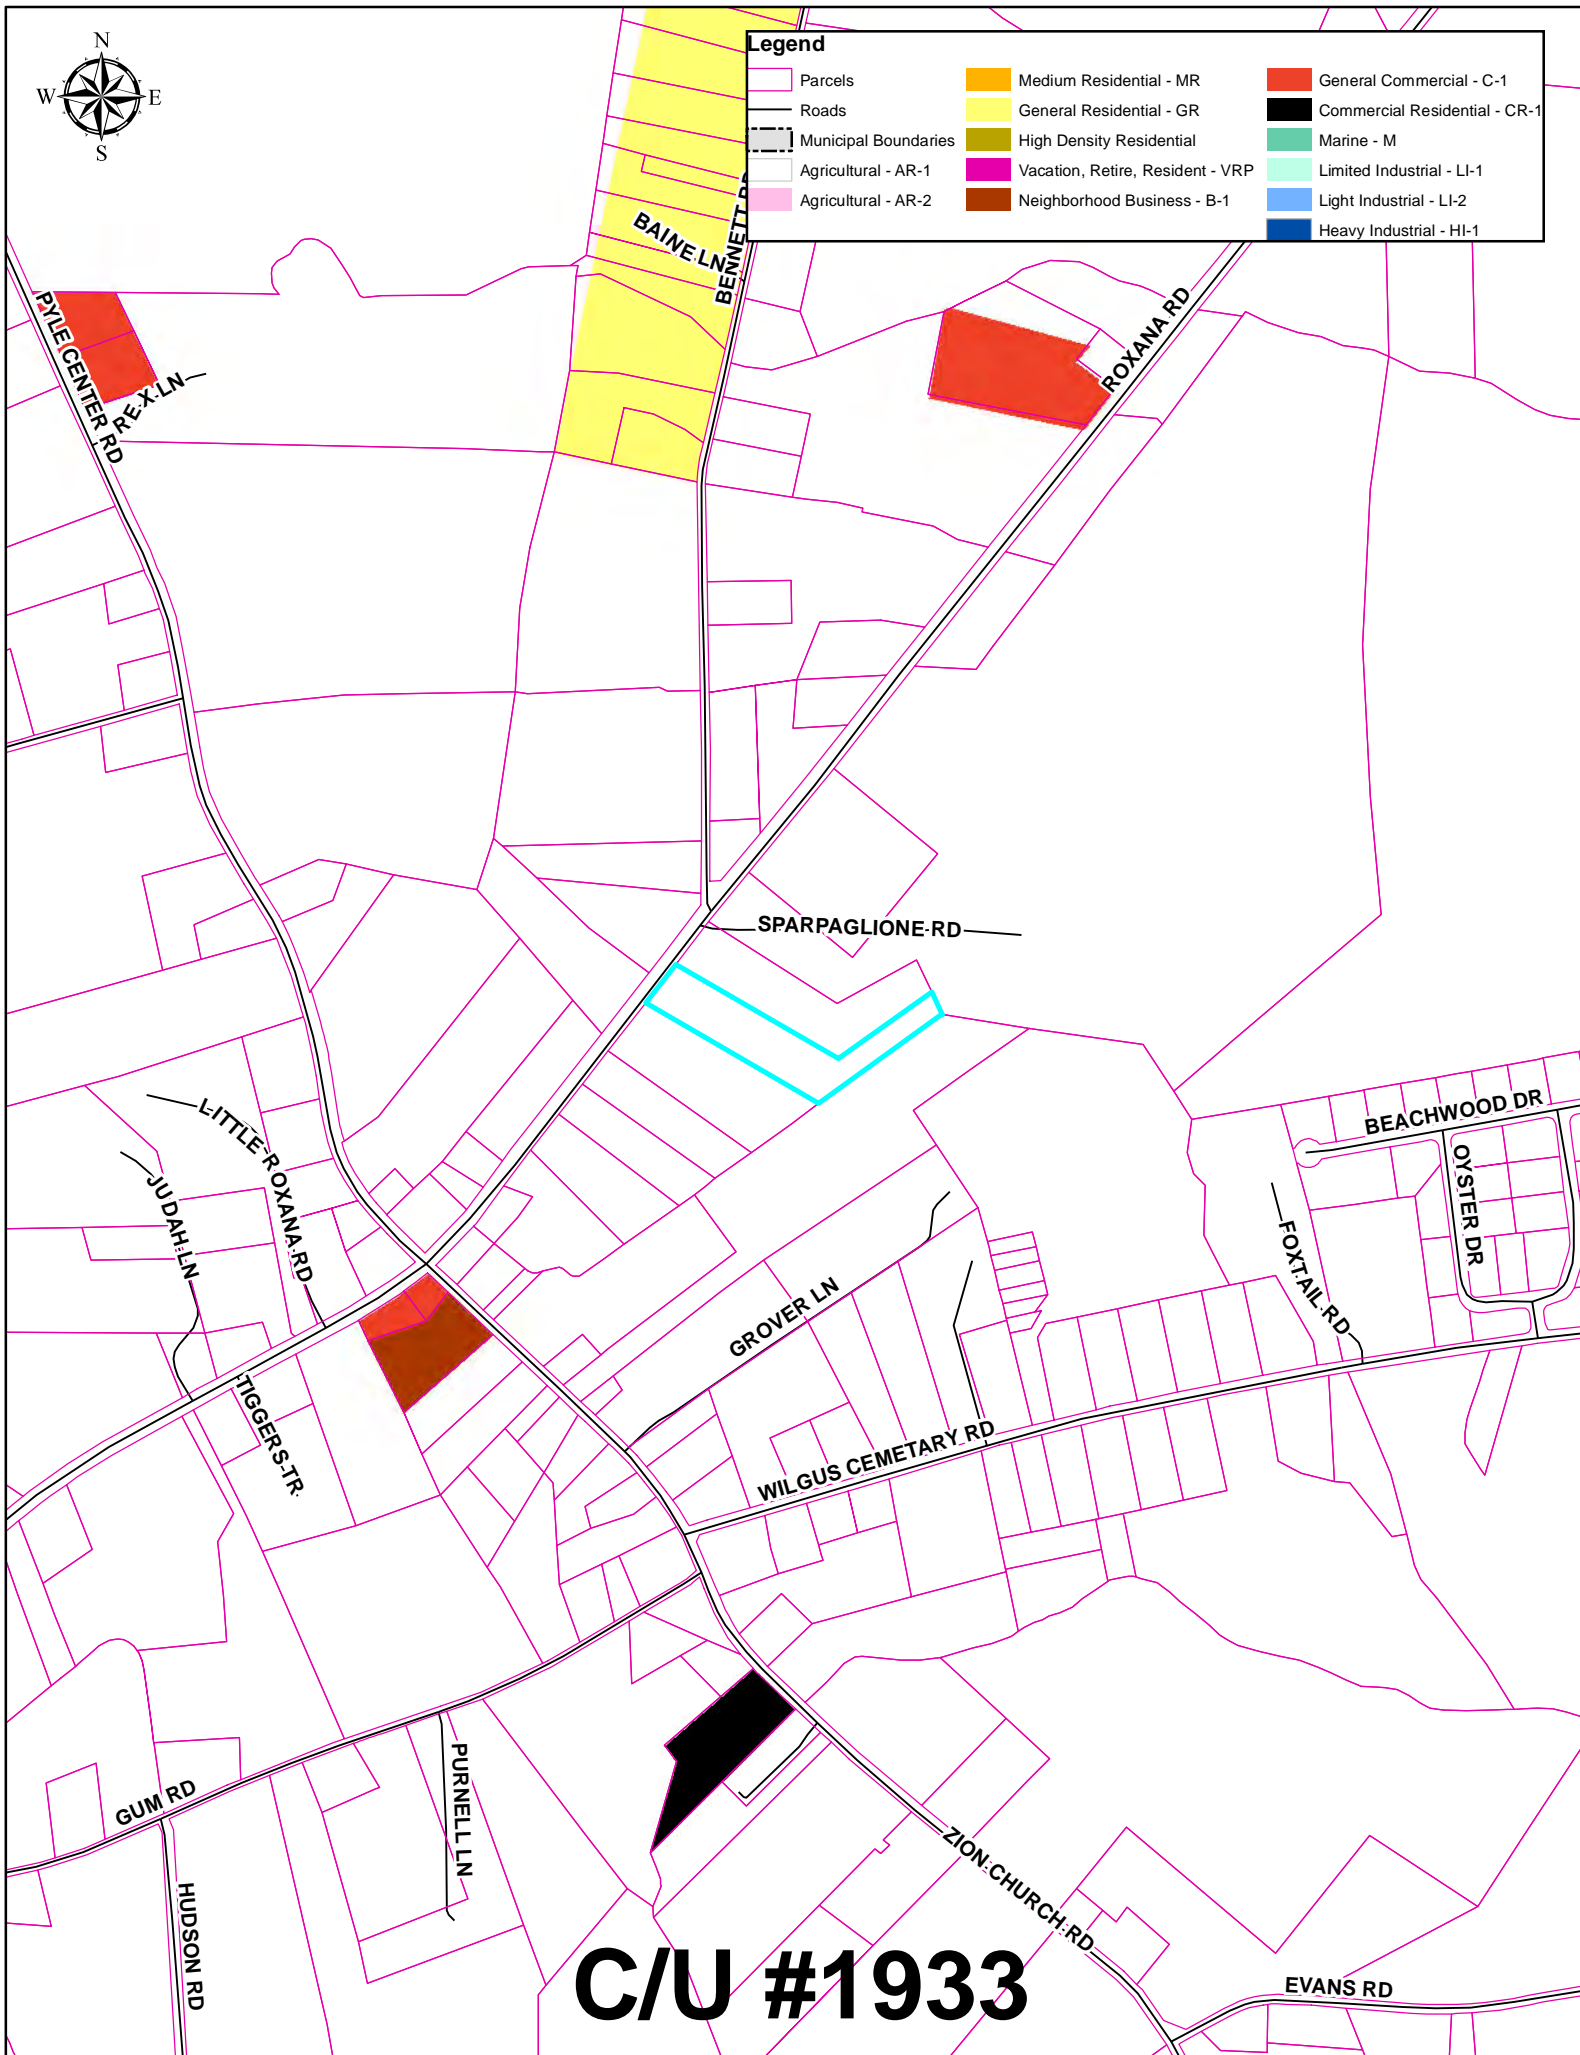 N
W E
S
Legend
Parcels
Roads
Municipal Boundaries
Agricultural - AR-1
Agricultural - AR-2
Medium Residential - MR
General Residential - GR
High Density Residential
Vacation, Retire, Resident - VRP
Neighborhood Business - B-1
General Commercial - C-1
Commercial Residential - CR-1
Marine - M
Limited Industrial - LI-1
Light Industrial - LI-2
Heavy Industrial - HI-1
BAINE LN
BENNETT RD
PYLE CENTER RD
REX LN
ROXANA RD
SPARPAGLIONE RD
BEACHWOOD DR
OYSTER DR
LITTLE ROXANA RD
JUDAH LN
FOXTAIL RD
GROVER LN
TIGGERS TR
WILGUS CEMETARY RD
PURNELL LN
GUM RD
HUDSON RD
ZION CHURCH RD
EVANS RD
C/U #1933